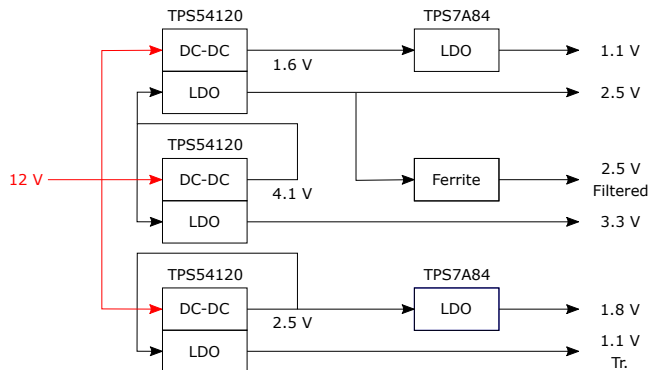 TPS54120 TPS7A84
DC-DC LDO 1.1 V
1.6 V
LDO 2.5 V
TPS54120
12 V DC-DC Ferrite 2.5 V
4.1 V Filtered
LDO 3.3 V
TPS54120 TPS7A84
DC-DC LDO 1.8 V
2.5 V
LDO 1.1 V
Tr.